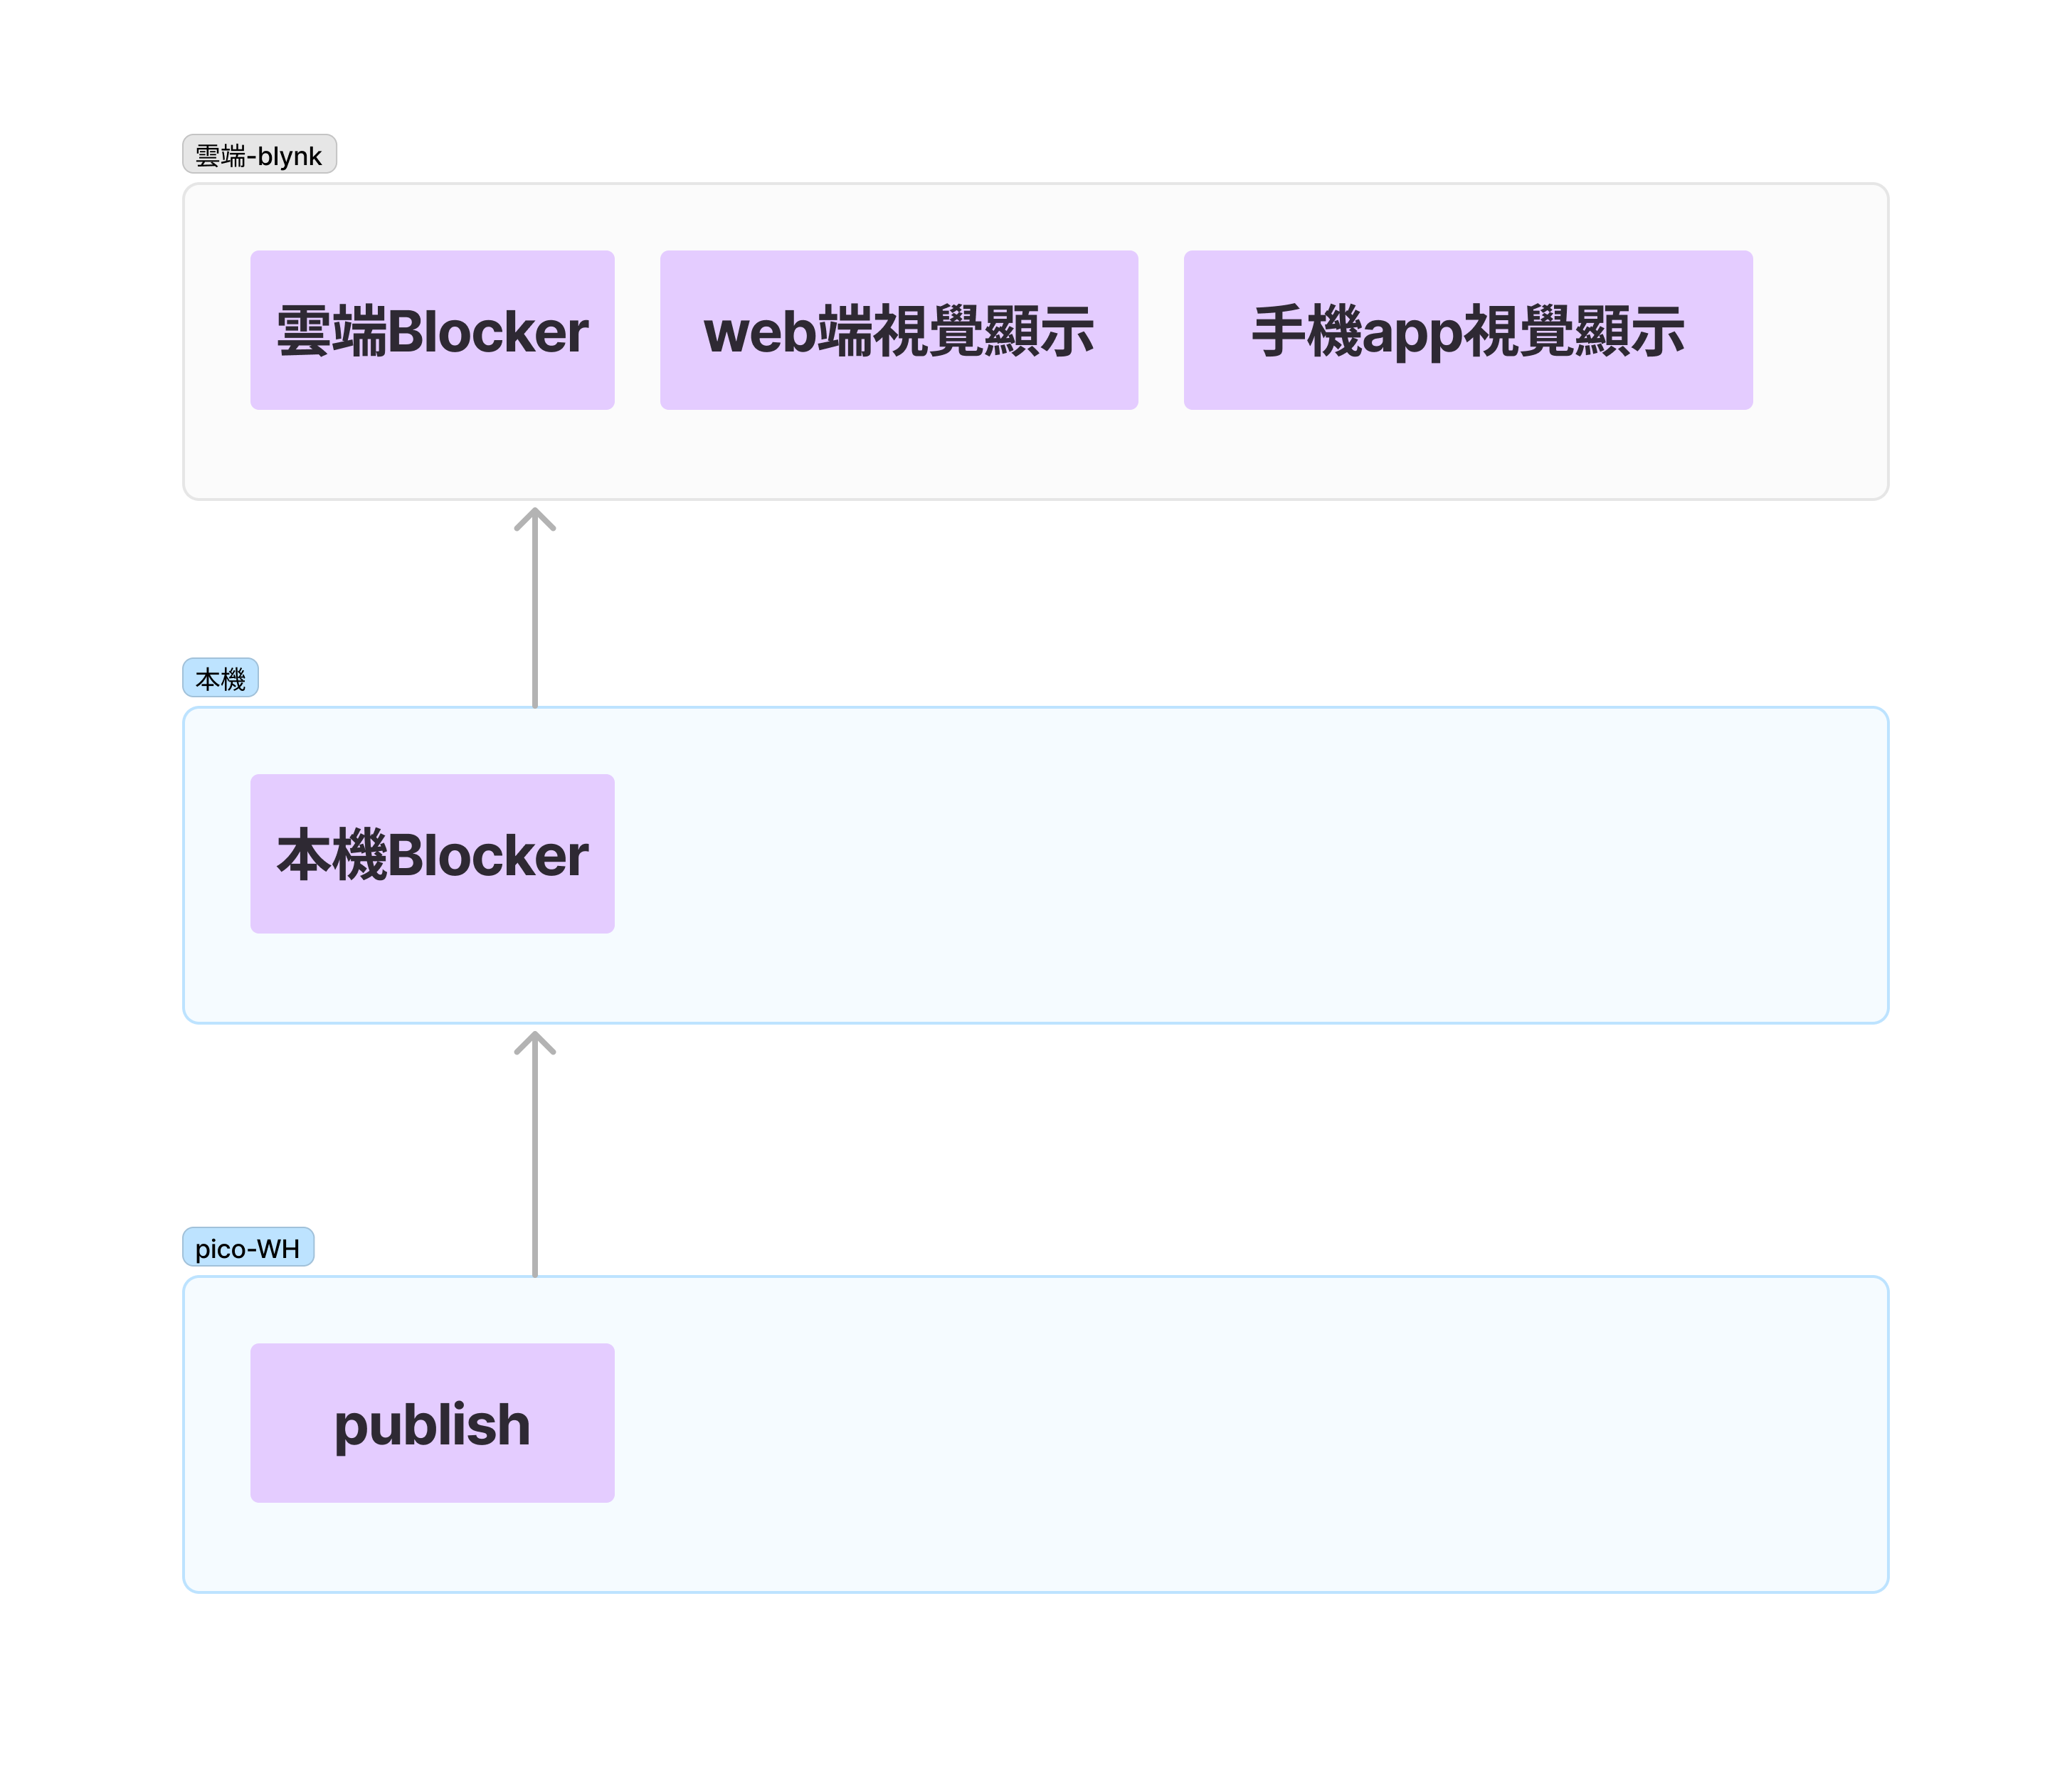 雲端-blynk
雲端Blocker
web端視覺顯示
手機app視覺顯示
本機
本機Blocker
pico-WH
publish